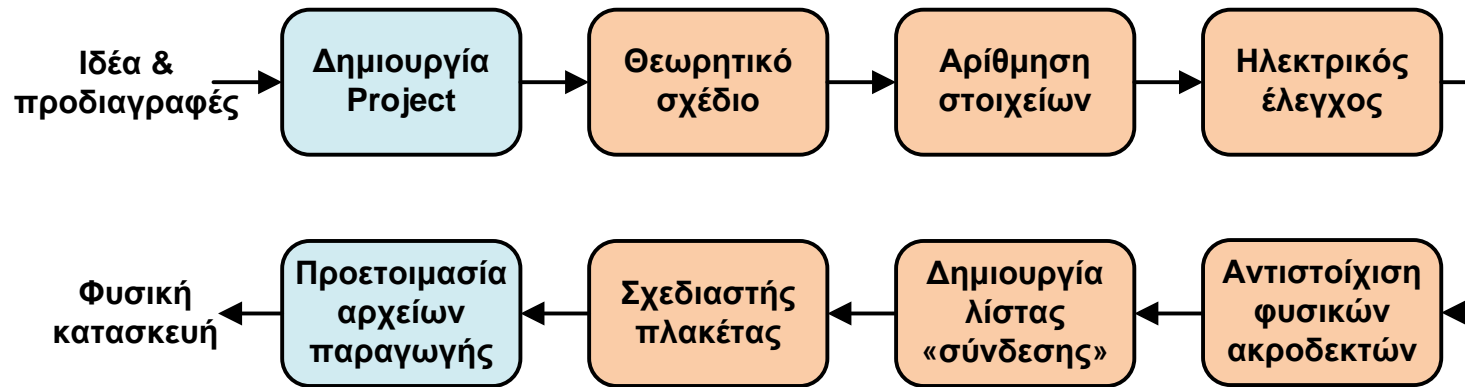 Ιδέα &
προδιαγραφές
Δημιουργία
Project
Θεωρητικό
σχέδιο
Αρίθμηση
στοιχείων
Ηλεκτρικός
έλεγχος
Φυσική
κατασκευή
Προετοιμασία
αρχείων
παραγωγής
Σχεδιαστής
πλακέτας
Δημιουργία
λίστας
«σύνδεσης»
Αντιστοίχιση
φυσικών
ακροδεκτών